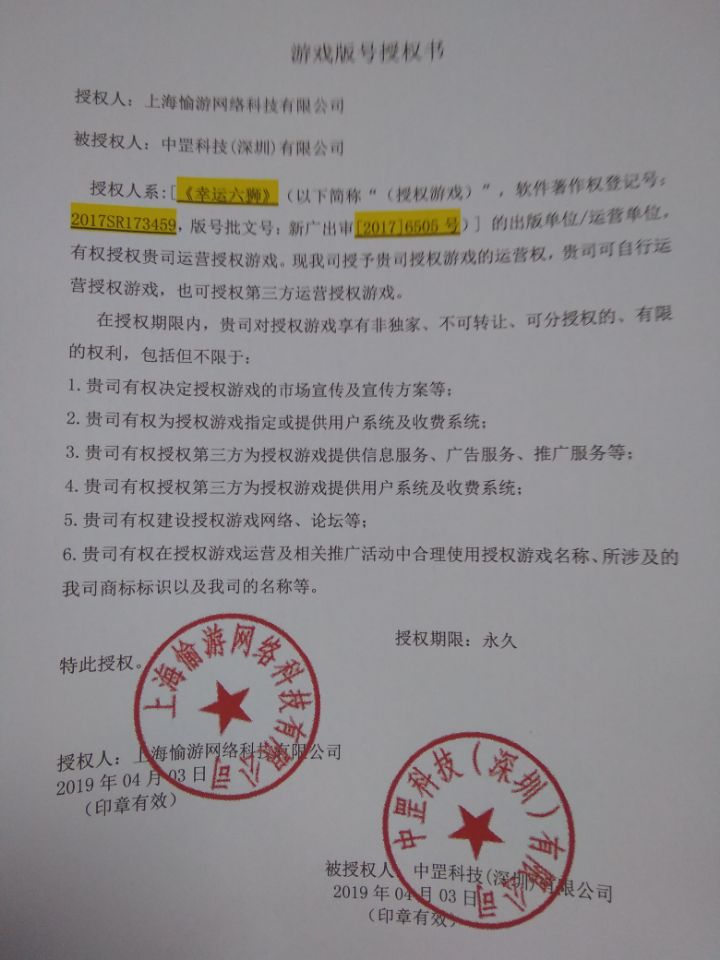 游戏版号授权书
授权人：上海愉游网络科技有限公司
被授权人：中罡科技(深圳)有限公司
授权人系:[《幸运六狮》（以下简称“（授权游戏）”，软件著作权登记号：
2017SR173459，版号批文号：新广出审[2017]6505 号）]的出版单位/运营单位，
有权授权贵司运营授权游戏。现我司授予贵司授权游戏的运营权，贵司可自行运
营授权游戏，也可授权第三方运营授权游戏。
在授权期限内，贵司对授权游戏享有非独家、不可转让、可分授权的、有限
的权利，包括但不限于：
1. 贵司有权决定授权游戏的市场宣传及宣传方案等；
2. 贵司有权为授权游戏指定或提供用户系统及收费系统；
3. 贵司有权授权第三方为授权游戏提供信息服务、广告服务、推广服务等；
4. 贵司有权授权第三方为授权游戏提供用户系统及收费系统；
5. 贵司有权建设授权游戏网络、论坛等；
6. 贵司有权在授权游戏运营及相关推广活动中合理使用授权游戏名称、所涉及的
我司商标标识以及我司的名称等。
授权期限：永久
特此授权。
上海愉游网络科技有限公司
授权人：上海愉游网络科技有限公司
2019 年 04 月 03 日
（印章有效）
中罡科技（深圳）有限公司
被授权人：中罡科技(深圳)有限公司
2019 年 04 月 03 日
（印章有效）